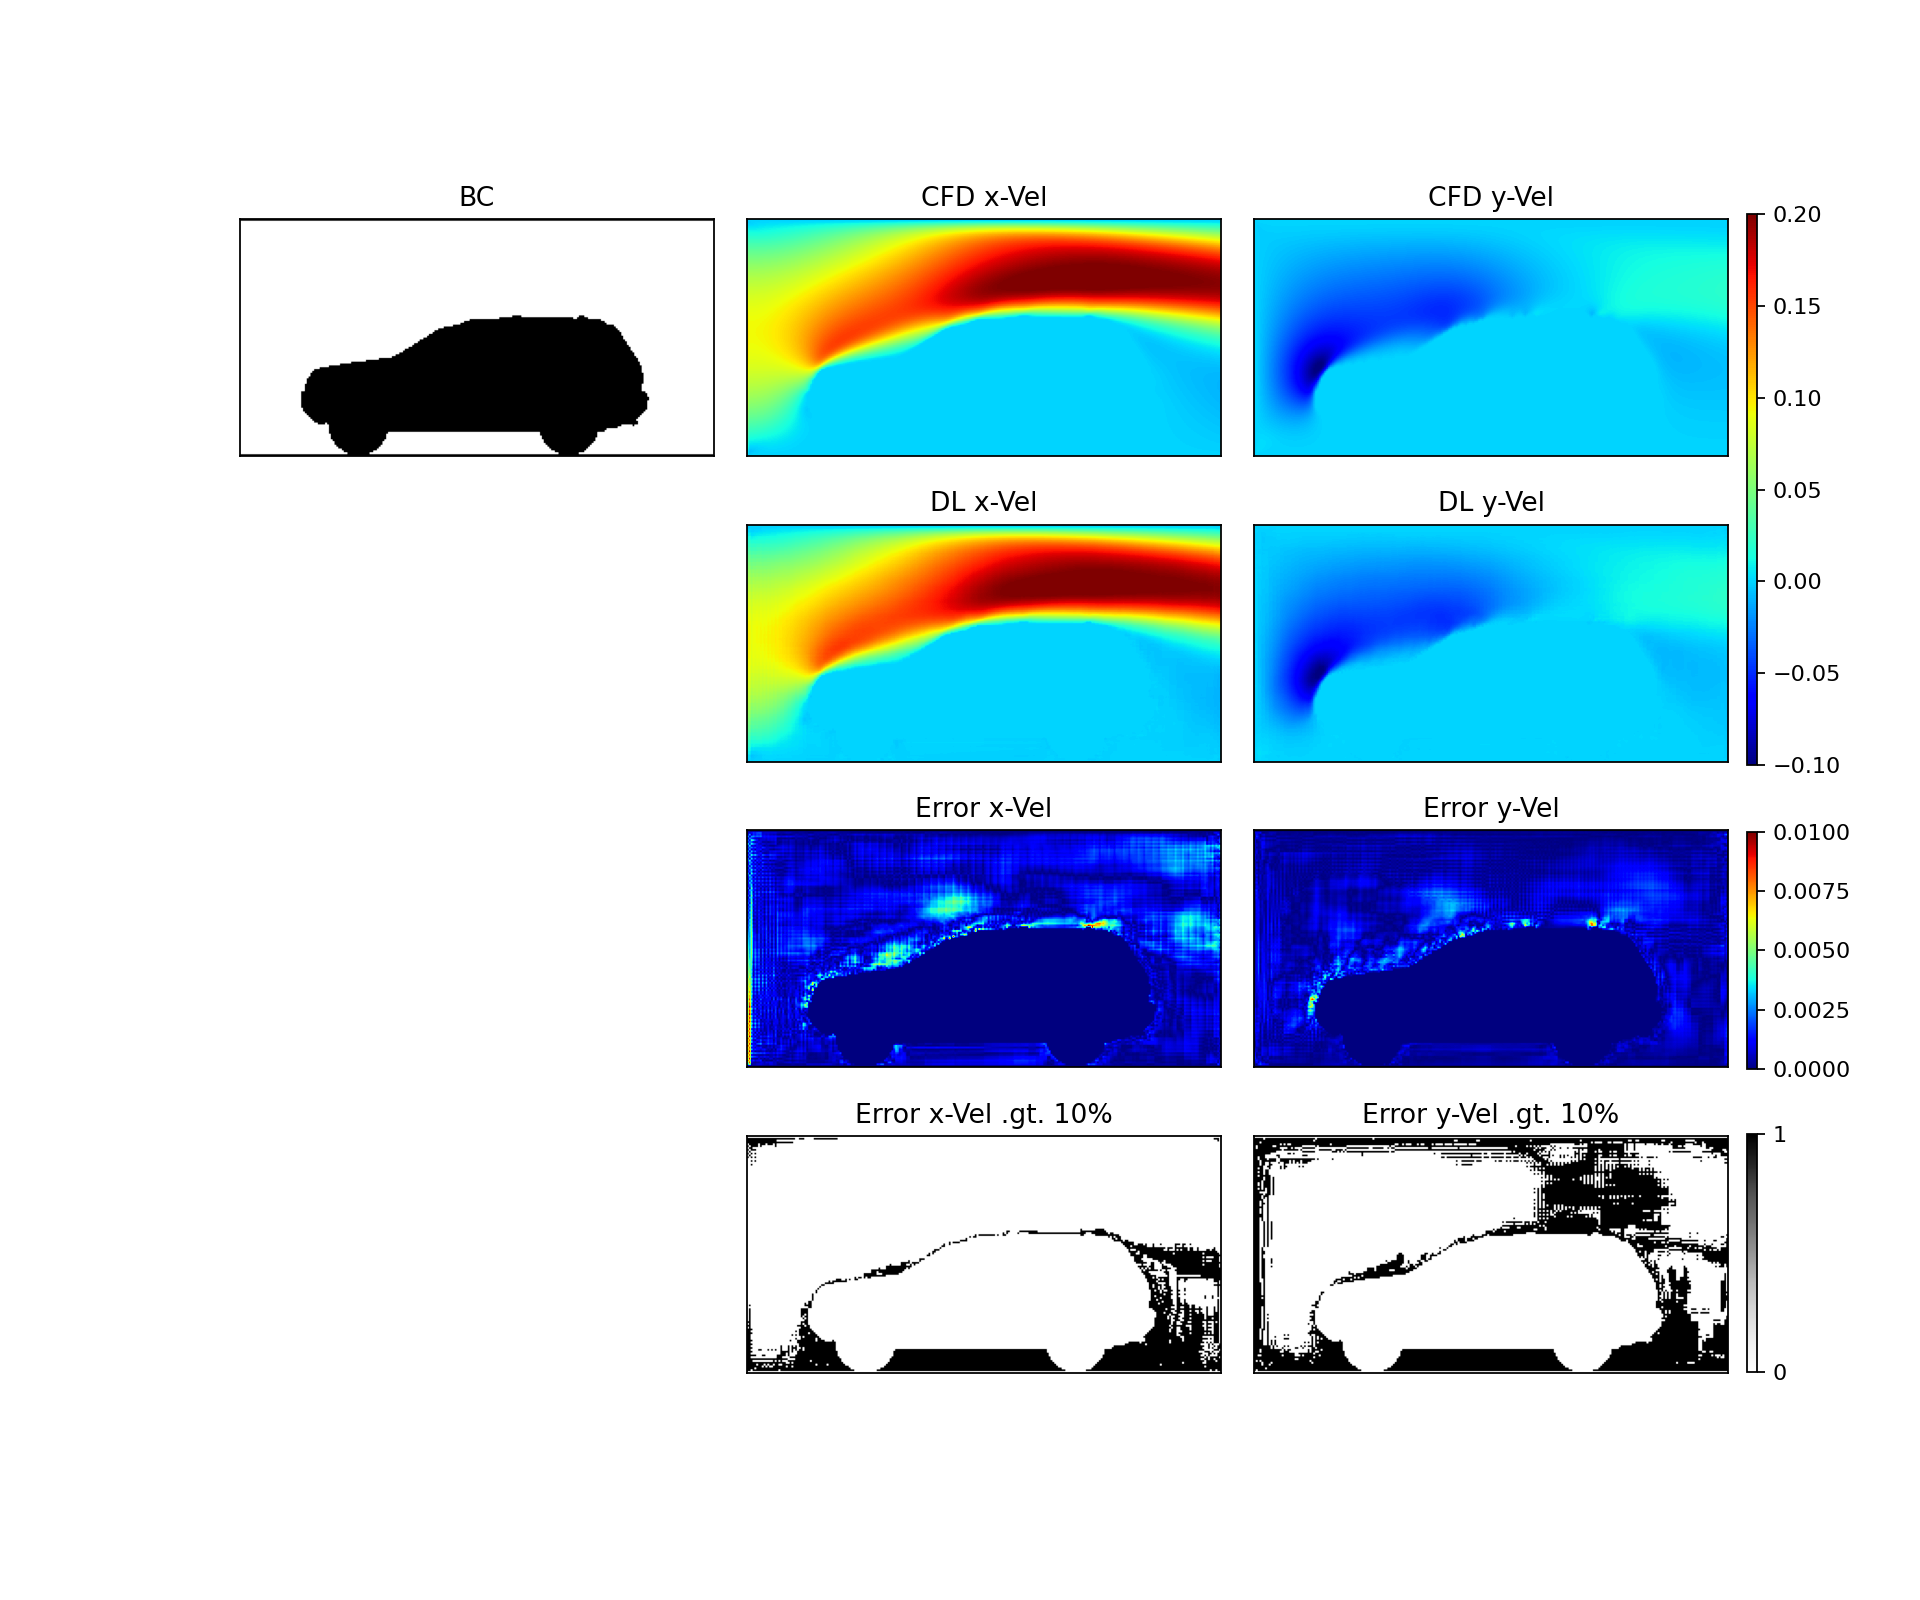 BC
CFD x-Vel
CFD y-Vel
0.20
0.15
0.10
0.05
0.00
−0.05
−0.10
DL x-Vel
DL y-Vel
Error x-Vel
Error y-Vel
0.0100
0.0075
0.0050
0.0025
0.0000
Error x-Vel .gt. 10%
Error y-Vel .gt. 10%
1
0